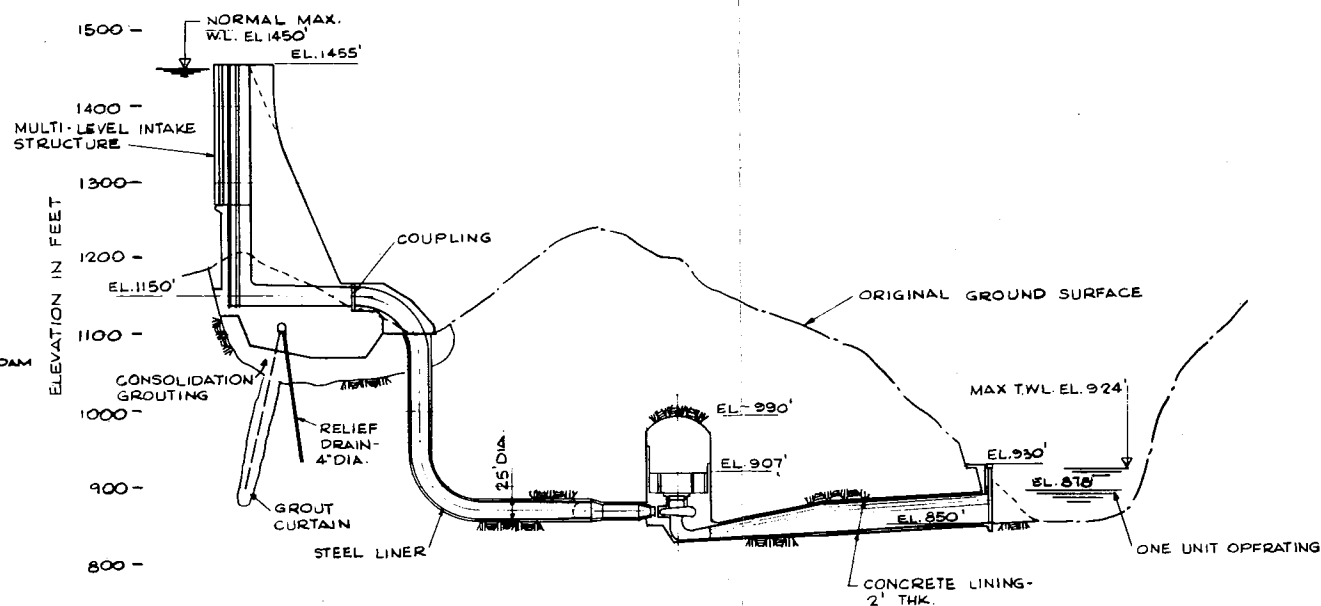 1500
NORMAL MAX.
W.L. EL 1450'
EL. 1455'
1400
MULTI-LEVEL INTAKE
STRUCTURE
1300
ELEVATION IN FEET
1200
COUPLING
EL. 1150'
ORIGINAL GROUND SURFACE
1100
DAM
CONSOLIDATION
GROUTING
MAX T.W.L. EL. 924'
1000
EL- 990'
RELIEF
DRAIN-
4" DIA.
25' DIA.
EL. 907'
EL. 930'
900
EL. 878'
GROUT
CURTAIN
EL. 850'
STEEL LINER
ONE UNIT OPERATING
800
CONCRETE LINING-
2' THK.